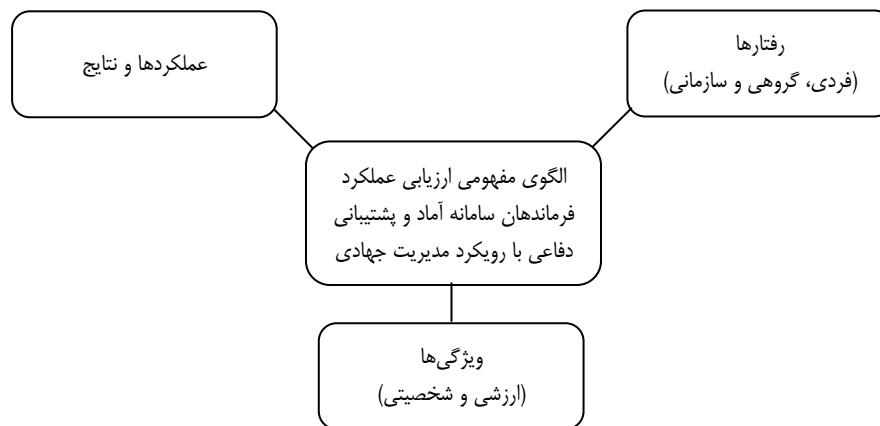 رفتارها
(فردی، گروهی و سازمانی)
عملکردها و نتایج
الگوی مفهومی ارزیابی عملکرد
فرماندهان سامانه آماد و پشتیبانی
دفاعی با رویکرد مدیریت جهادی
ویژگی‌ها
(ارزشی و شخصیتی)